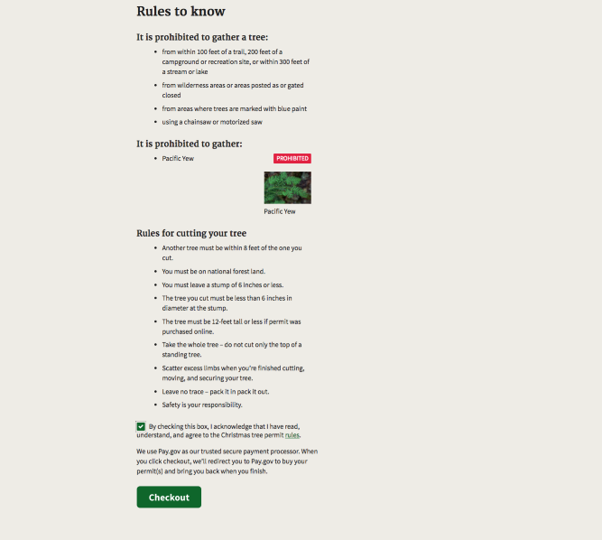 Rules to know
It is prohibited to gather a tree:
• from within 100 feet of a trail, 200 feet of a
campground or recreation site, or within 300 feet of
a stream or lake
• from wilderness areas or areas posted as or gated
closed
• from areas where trees are marked with blue paint
• using a chainsaw or motorized saw
It is prohibited to gather:
• Pacific Yew
PROHIBITED
Pacific Yew
Rules for cutting your tree
• Another tree must be within 8 feet of the one you
cut.
• You must be on national forest land.
• You must leave a stump of 6 inches or less.
• The tree you cut must be less than 6 inches in
diameter at the stump.
• The tree must be 12-feet tall or less if permit was
purchased online.
• Take the whole tree – do not cut only the top of a
standing tree.
• Scatter excess limbs when you're finished cutting,
moving, and securing your tree.
• Leave no trace – pack it in pack it out.
• Safety is your responsibility.
By checking this box, I acknowledge that I have read,
understand, and agree to the Christmas tree permit rules.
We use Pay.gov as our trusted secure payment processor. When
you click checkout, we'll redirect you to Pay.gov to buy your
permit(s) and bring you back when you finish.
Checkout